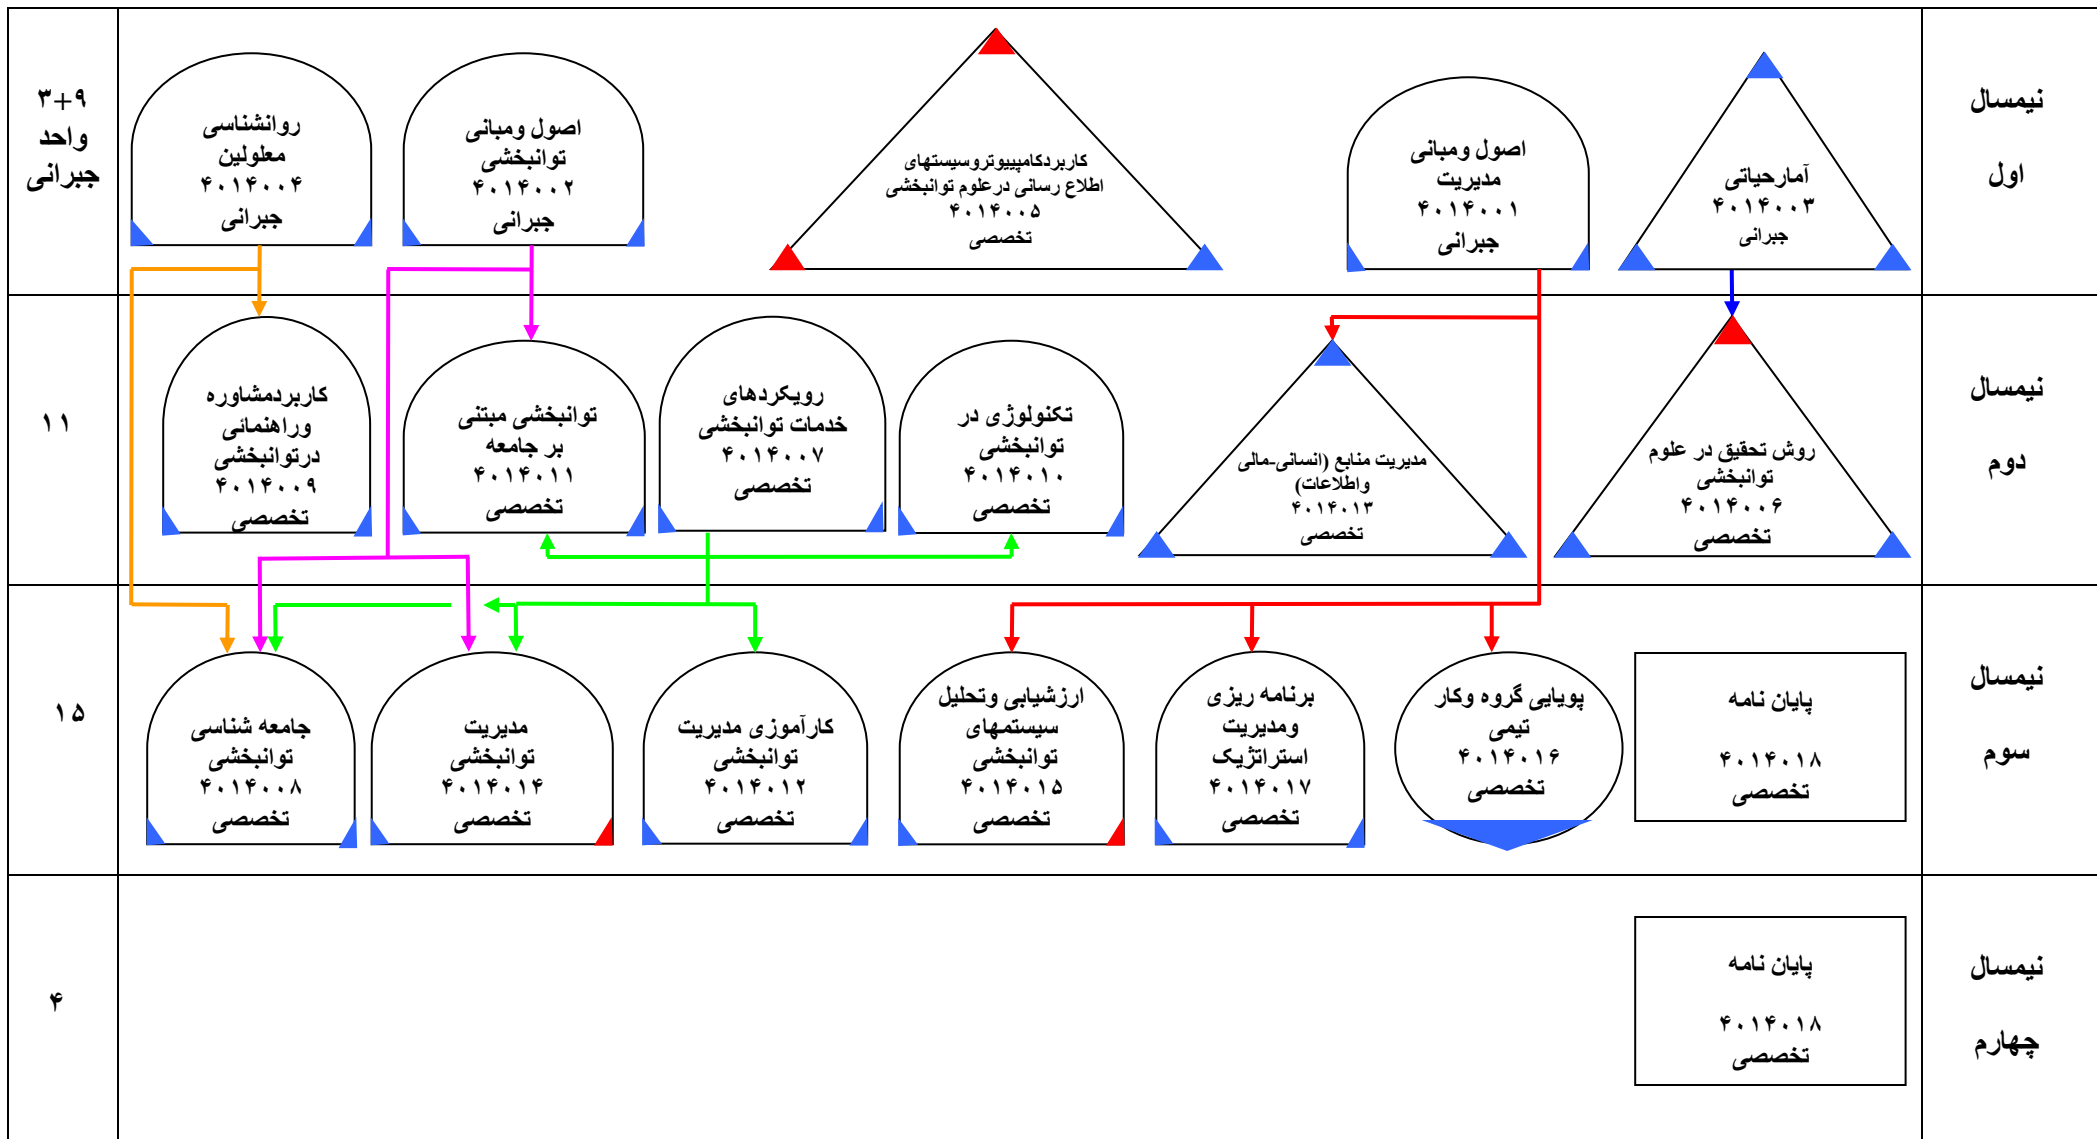 نیمسال
اول
آمارحیاتی
۴۰۱۴۰۰۳
جبرانی
اصول ومبانی
مدیریت
۴۰۱۴۰۰۱
جبرانی
کاربردکامپییوتروسیستهای
اطلاع رسانی درعلوم توانبخشی
۴۰۱۴۰۰۵
تخصصی
اصول ومبانی
توانبخشی
۴۰۱۴۰۰۲
جبرانی
روانشناسی
معلولین
۴۰۱۴۰۰۴
جبرانی
۳+۹
واحد
جبرانی
نیمسال
دوم
روش تحقیق در علوم
توانبخشی
۴۰۱۴۰۰۶
تخصصی
مدیریت منابع (انسانی-مالی
واطلاعات)
۴۰۱۴۰۱۳
تخصصی
تکنولوژی در
توانبخشی
۴۰۱۴۰۱۰
تخصصی
رویکردهای
خدمات توانبخشی
۴۰۱۴۰۰۷
تخصصی
توانبخشی مبتنی
بر جامعه
۴۰۱۴۰۱۱
تخصصی
کاربردمشاوره
وراهنمائی
درتوانبخشی
۴۰۱۴۰۰۹
تخصصی
۱۱
نیمسال
سوم
پایان نامه
۴۰۱۴۰۱۸
تخصصی
پویایی گروه وکار
تیمی
۴۰۱۴۰۱۶
تخصصی
برنامه ریزی
ومدیریت
استراتژیک
۴۰۱۴۰۱۷
تخصصی
ارزشیابی وتحلیل
سیستمهای
توانبخشی
۴۰۱۴۰۱۵
تخصصی
کارآموزی مدیریت
توانبخشی
۴۰۱۴۰۱۲
تخصصی
مدیریت
توانبخشی
۴۰۱۴۰۱۴
تخصصی
جامعه شناسی
توانبخشی
۴۰۱۴۰۰۸
تخصصی
۱۵
نیمسال
چهارم
پایان نامه
۴۰۱۴۰۱۸
تخصصی
۴